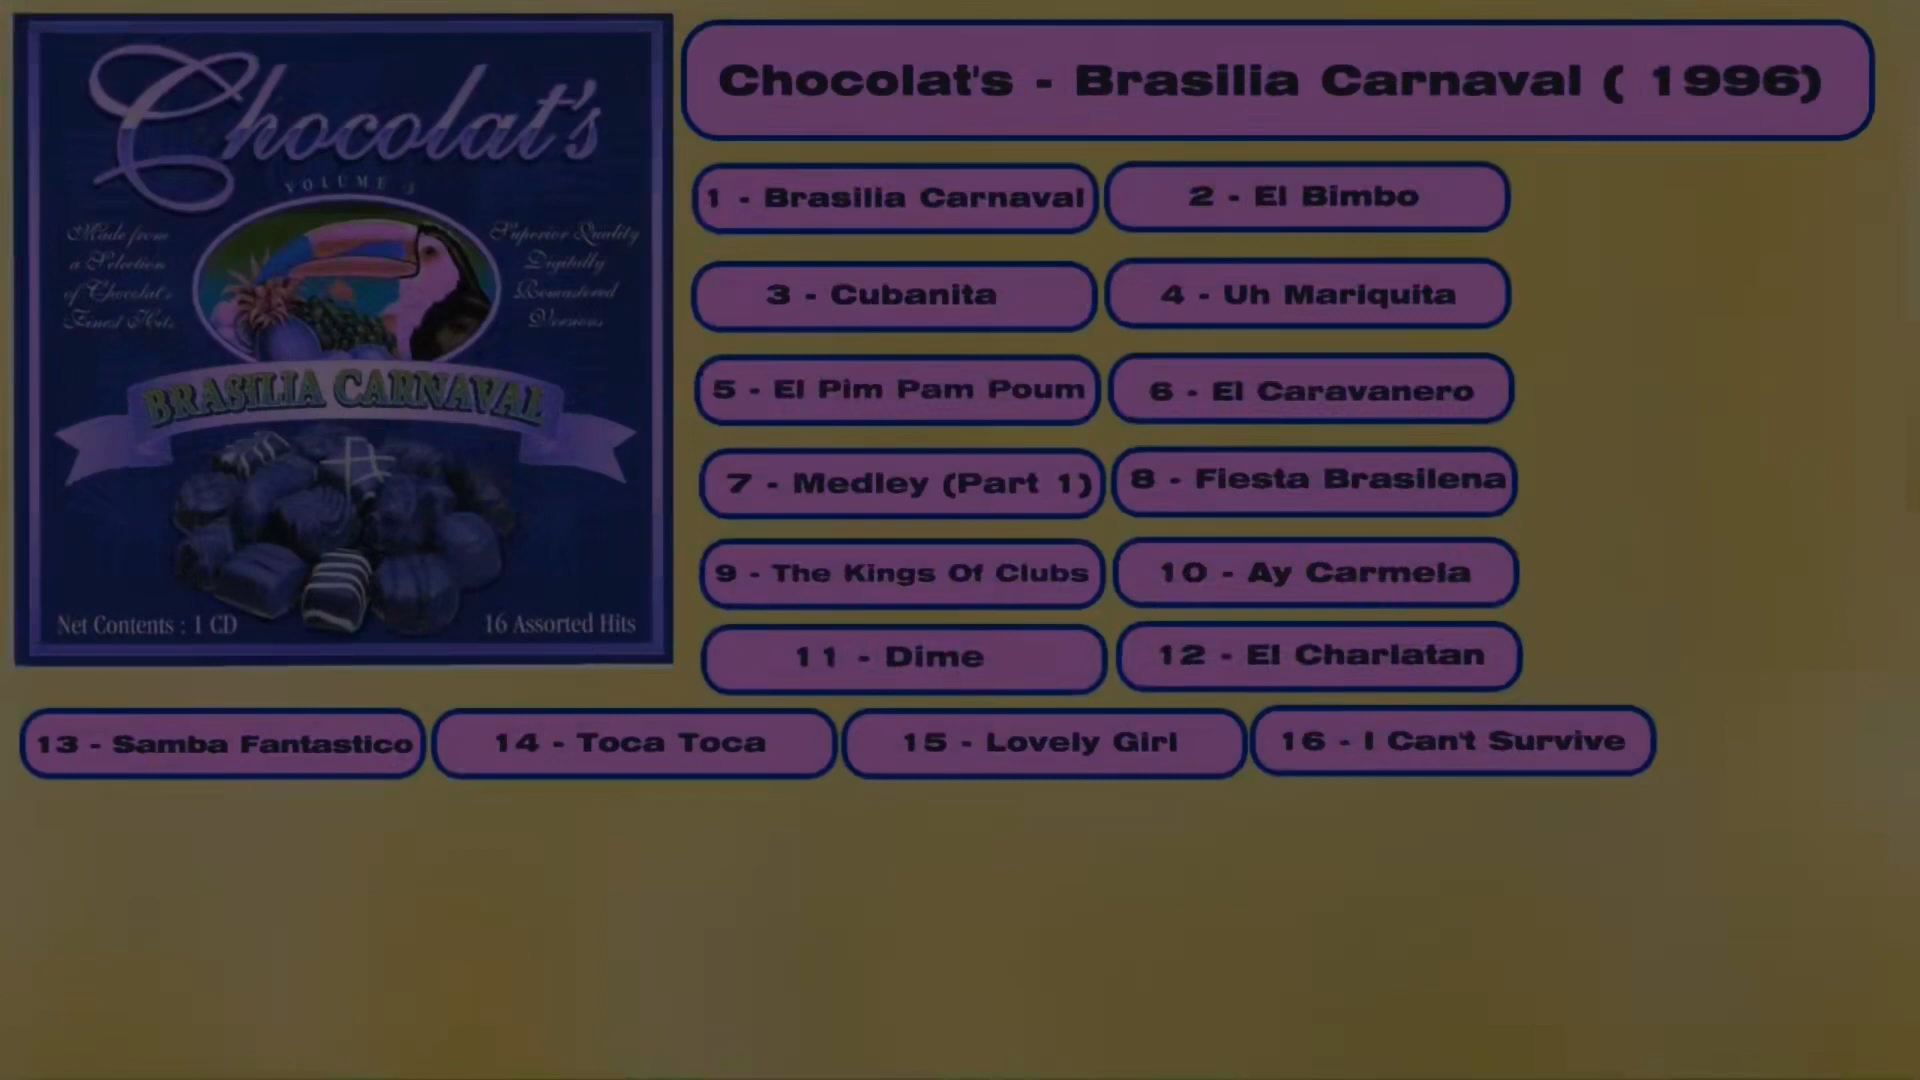 Chocolat's
VOLUME 3
Made from
a Selection
of Chocolat's
Finest Hits
Superior Quality
Digitally
Remastered
Versions
BRASILIA CARNAVAL
Net Contents : 1 CD
16 Assorted Hits
Chocolat's - Brasilia Carnaval ( 1996)
1 - Brasilia Carnaval
2 - El Bimbo
3 - Cubanita
4 - Uh Mariquita
5 - El Pim Pam Poum
6 - El Caravanero
7 - Medley (Part 1)
8 - Fiesta Brasilena
9 - The Kings Of Clubs
10 - Ay Carmela
11 - Dime
12 - El Charlatan
13 - Samba Fantastico
14 - Toca Toca
15 - Lovely Girl
16 - I Can't Survive